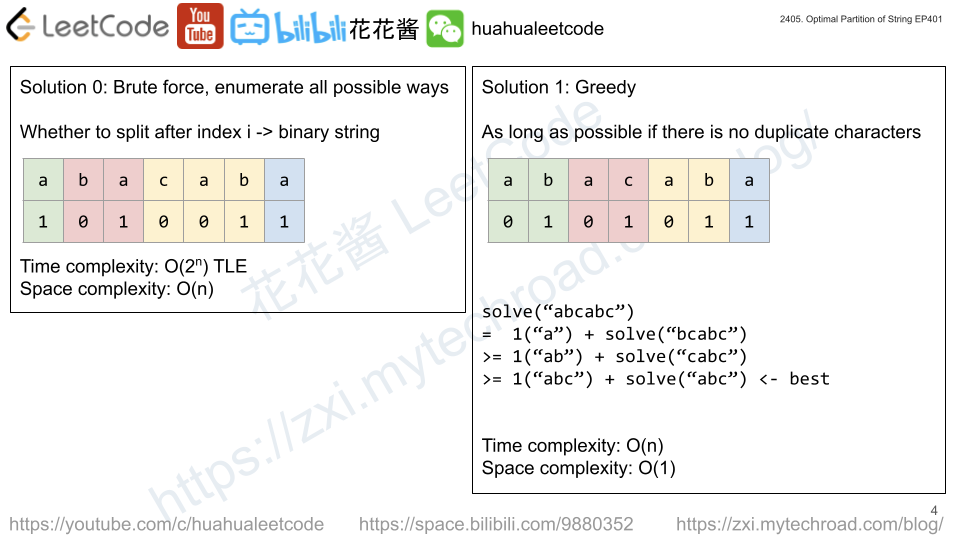 LeetCode You Tube bilibili 花花酱 huahualeetcode
2405. Optimal Partition of String EP401
Solution 0: Brute force, enumerate all possible ways
Whether to split after index i -> binary string
a b a c a b a
1 0 1 0 0 1 1
Time complexity: O(2ⁿ) TLE
Space complexity: O(n)
Solution 1: Greedy
As long as possible if there is no duplicate characters
a b a c a b a
0 1 0 1 0 1 1
solve(“abcabc”)
= 1(“a”) + solve(“bcabc”)
>= 1(“ab”) + solve(“cabc”)
>= 1(“abc”) + solve(“abc”) <- best
Time complexity: O(n)
Space complexity: O(1)
花花酱 LeetCode
https://zxi.mytechroad.com/blog/
4
https://youtube.com/c/huahualeetcode https://space.bilibili.com/9880352 https://zxi.mytechroad.com/blog/